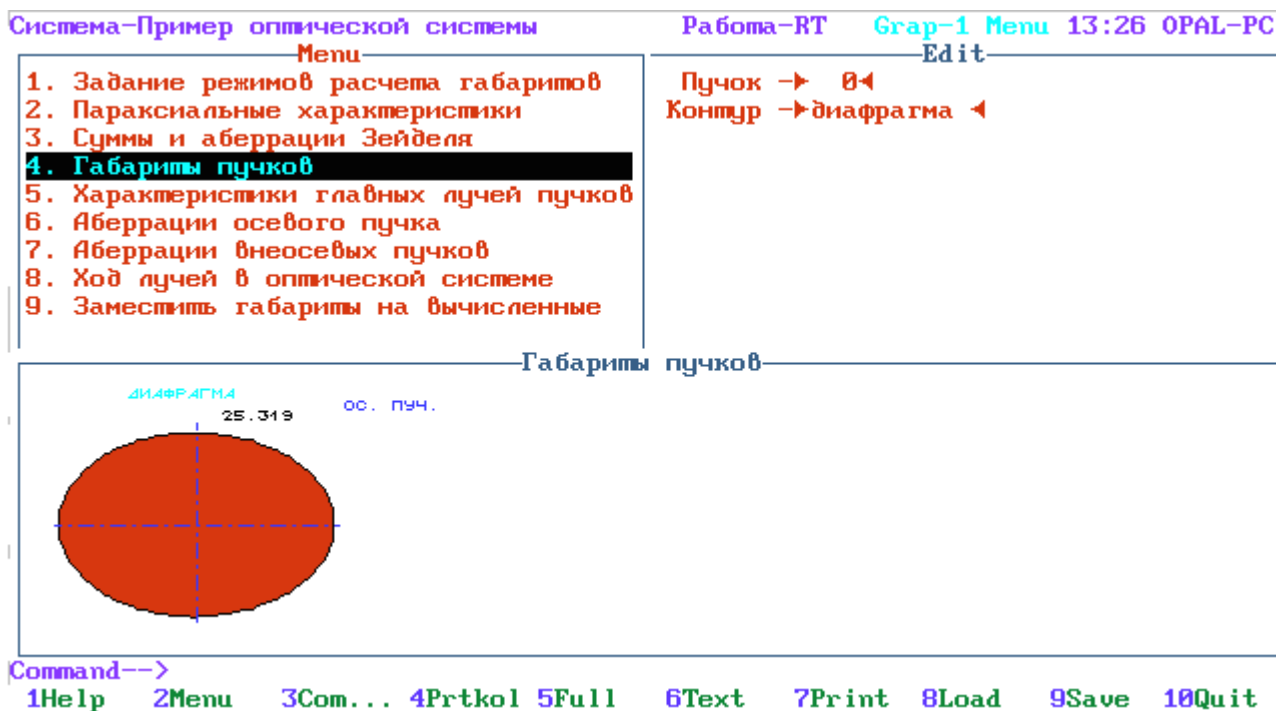 Система-Пример оптической системы Работа-RT Grap-1 Menu 13:26 OPAL-PC
Menu
1. Задание режимов расчета габаритов
2. Параксиальные характеристики
3. Суммы и аберрации Зейделя
4. Габариты пучков
5. Характеристики главных лучей пучков
6. Аберрации осевого пучка
7. Аберрации внеосевых пучков
8. Ход лучей в оптической системе
9. Заместить габариты на вычисленные
Edit
Пучок -► 0◄
Контур -►диафрагма ◄
Габариты пучков
ДИАФРАГМА
25.319
ОС. ПУЧ.
Command-->
1Help 2Menu 3Com... 4Prtkol 5Full 6Text 7Print 8Load 9Save 10Quit